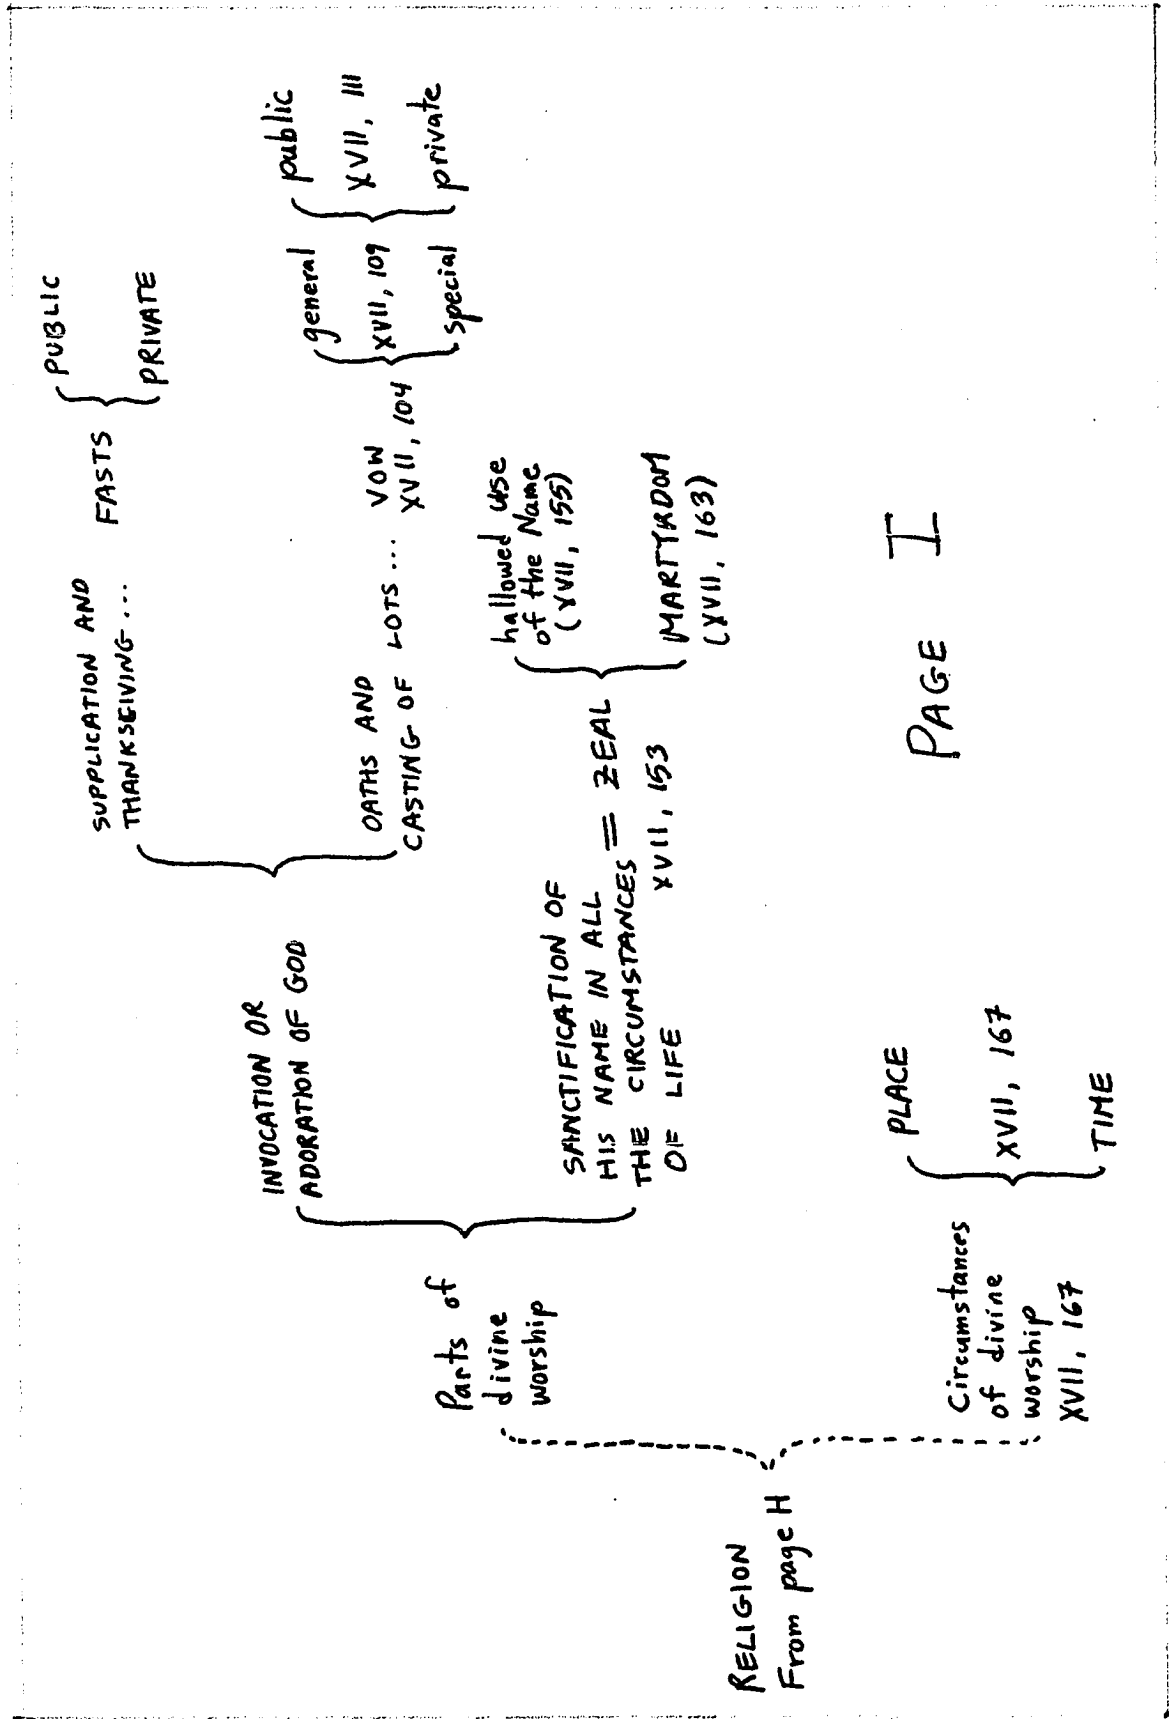 RELIGION
From page H
Parts of
divine
worship
INVOCATION OR
ADORATION OF GOD
SUPPLICATION AND
THANKSGIVING...
FASTS
PUBLIC
PRIVATE
OATHS AND
CASTING OF LOTS...
VOW
XVII, 104
general
XVII, 109
special
public
XVII, 111
private
SANCTIFICATION OF
HIS NAME IN ALL
THE CIRCUMSTANCES = ZEAL
OF LIFE XVII, 153
hallowed use
of the Name
(XVII, 155)
MARTYRDOM
(XVII, 163)
Circumstances
of divine
worship
XVII, 167
PLACE
XVII, 167
TIME
PAGE I